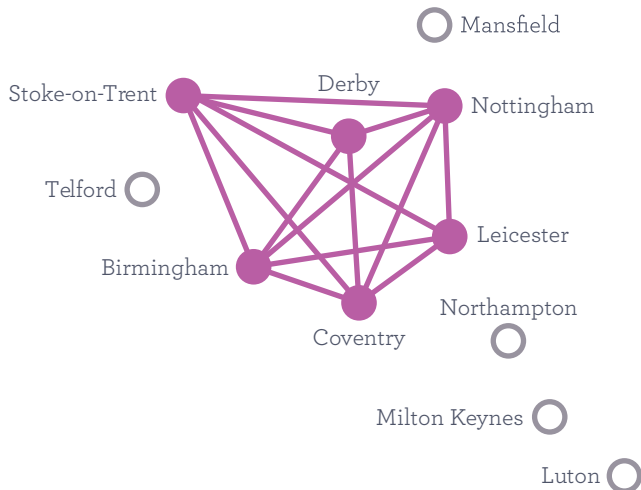 Mansfield
Derby
Stoke-on-Trent
Nottingham
Telford
Leicester
Birmingham
Northampton
Coventry
Milton Keynes
Luton